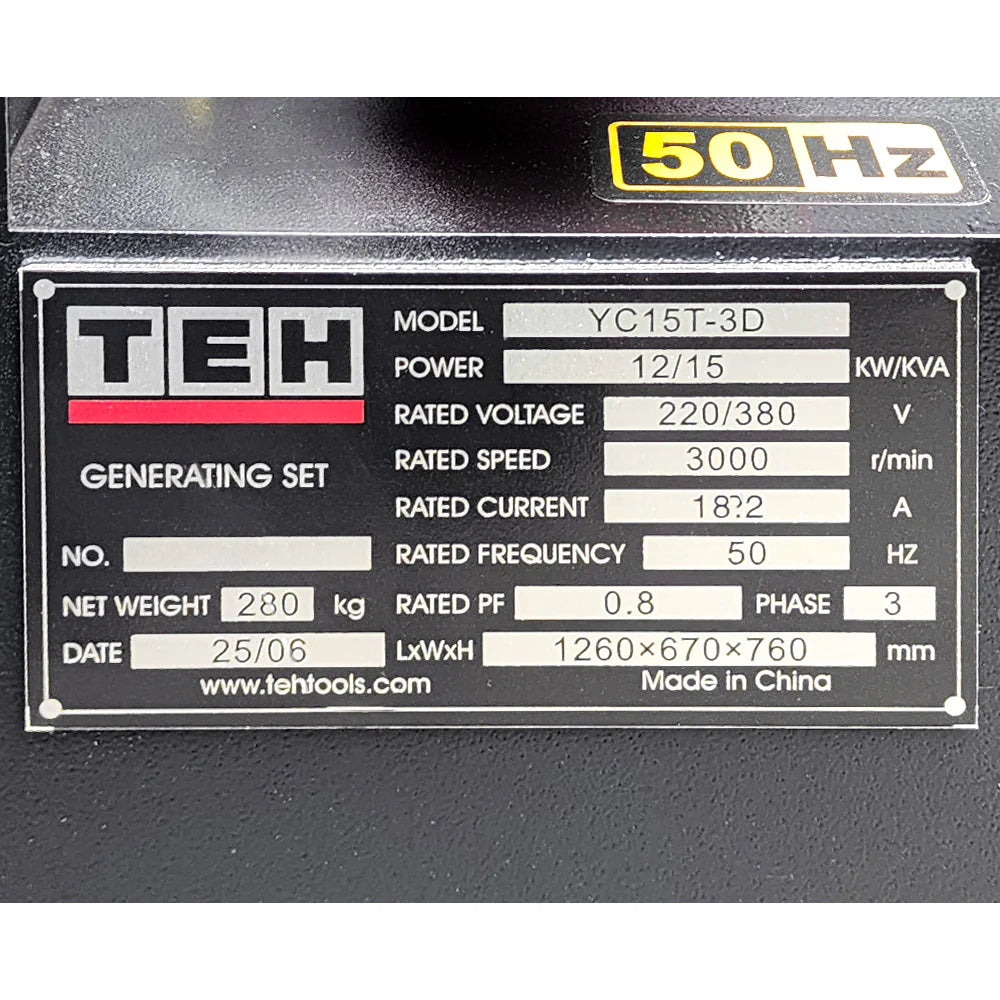 50 Hz
TEH
GENERATING SET
NO.
NET WEIGHT 280 kg
DATE 25/06
www.tehtools.com
MODEL YC15T-3D
POWER 12/15 KW/KVA
RATED VOLTAGE 220/380 V
RATED SPEED 3000 r/min
RATED CURRENT 18?2 A
RATED FREQUENCY 50 HZ
RATED PF 0.8 PHASE 3
LxWxH 1260×670×760 mm
Made in China